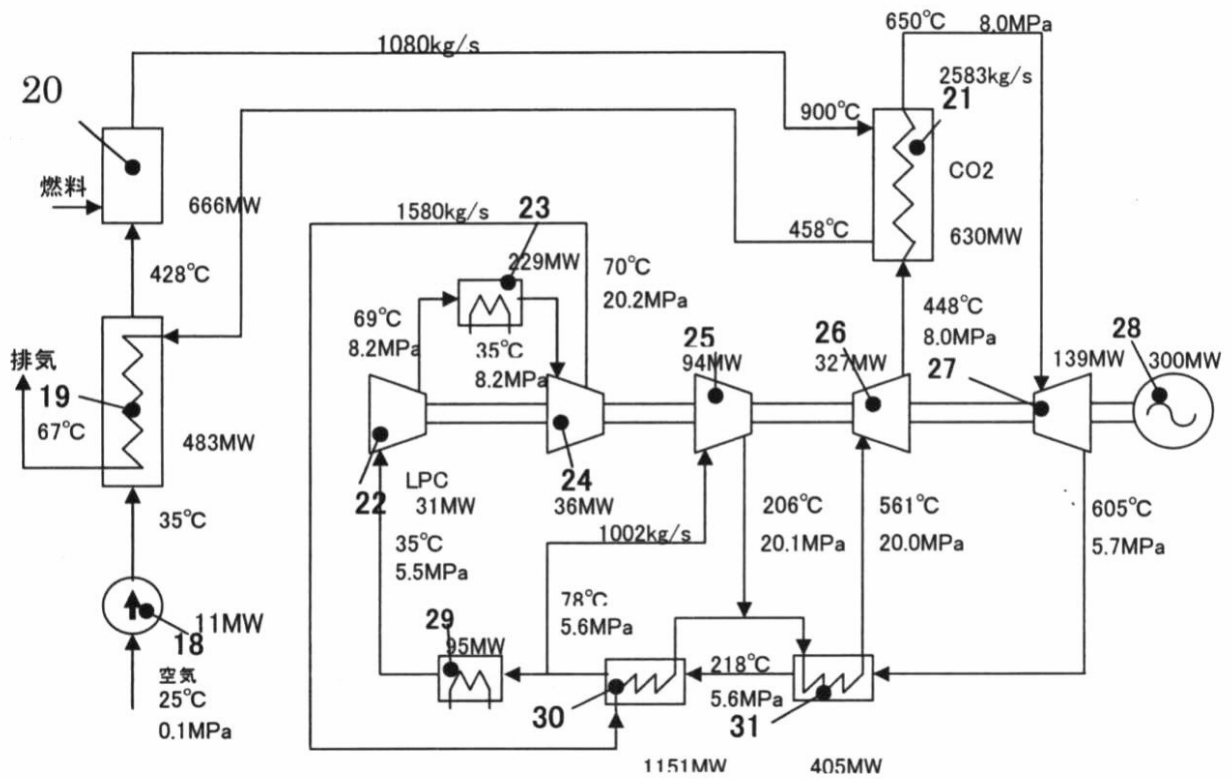 650℃
8.0MPa
1080kg/s
2583kg/s
21
20
900℃
CO2
燃料
666MW
1580kg/s
23
458℃
630MW
229MW
428℃
70℃
20.2MPa
448℃
8.0MPa
69℃
8.2MPa
35℃
8.2MPa
25
94MW
26
327MW
27
139MW
28
300MW
排気
19
67℃
483MW
22
LPC
31MW
24
36MW
35℃
1002kg/s
206℃
20.1MPa
561℃
20.0MPa
605℃
5.7MPa
35℃
5.5MPa
18
11MW
78℃
5.6MPa
29
95MW
空気
25℃
0.1MPa
218℃
5.6MPa
30
31
1151MW
405MW